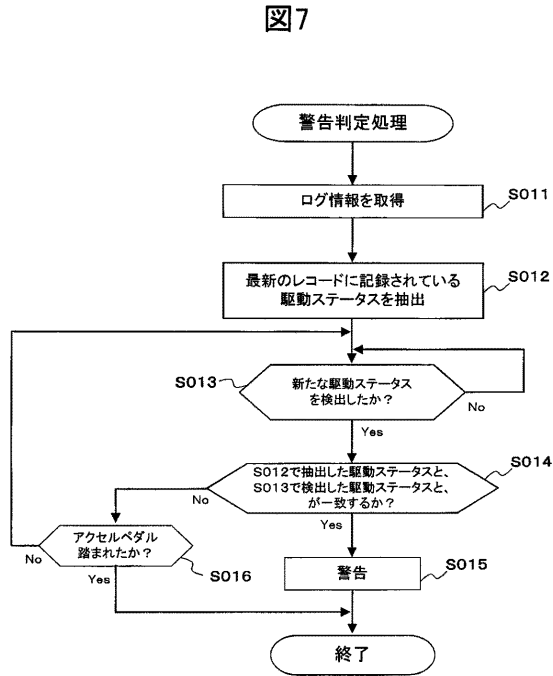 図7
警告判定処理
ログ情報を取得
S011
最新のレコードに記録されている
駆動ステータスを抽出
S012
S013
新たな駆動ステータス
を検出したか?
No
Yes
S012で抽出した駆動ステータスと、
S013で検出した駆動ステータスと、
が一致するか?
S014
No
Yes
アクセルペダル
踏まれたか?
No
Yes
S016
警告
S015
終了